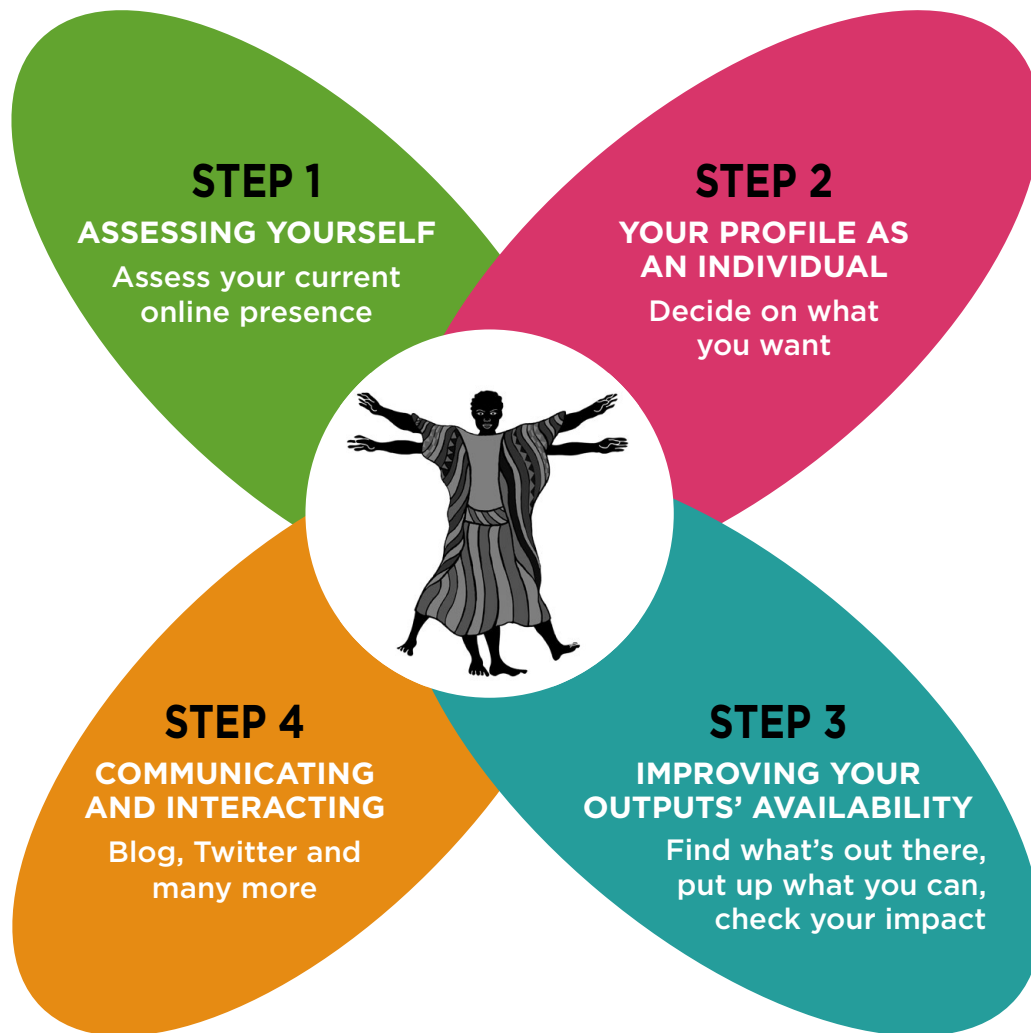 STEP 1
ASSESSING YOURSELF
Assess your current
online presence
STEP 2
YOUR PROFILE AS
AN INDIVIDUAL
Decide on what
you want
STEP 3
IMPROVING YOUR
OUTPUTS’ AVAILABILITY
Find what’s out there,
put up what you can,
check your impact
STEP 4
COMMUNICATING
AND INTERACTING
Blog, Twitter and
many more